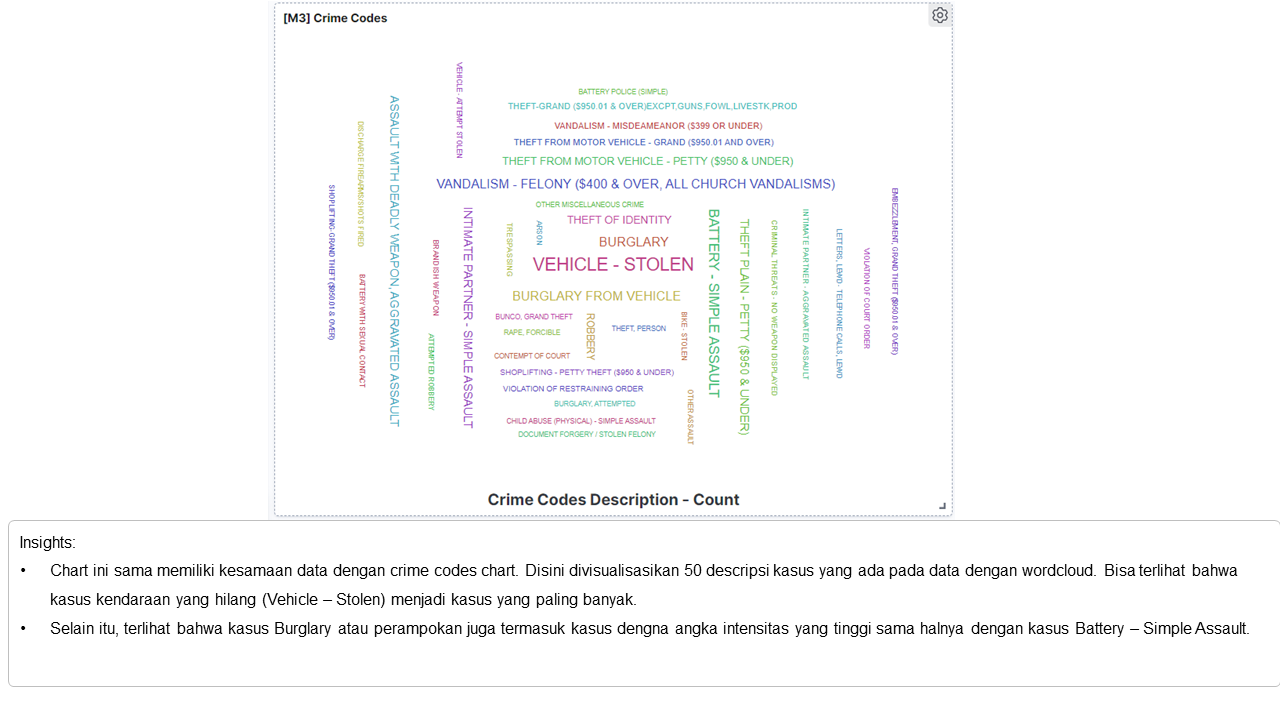 [M3] Crime Codes
VEHICLE - ATTEMPT STOLEN
BATTERY POLICE (SIMPLE)
THEFT-GRAND ($950.01 & OVER)EXCPT,GUNS,FOWL,LIVESTK,PROD
VANDALISM - MISDEAMEANOR ($399 OR UNDER)
THEFT FROM MOTOR VEHICLE - GRAND ($950.01 AND OVER)
THEFT FROM MOTOR VEHICLE - PETTY ($950 & UNDER)
VANDALISM - FELONY ($400 & OVER, ALL CHURCH VANDALISMS)
SHOPLIFTING-GRAND THEFT ($950.01 & OVER)
DISCHARGE FIREARMS/SHOTS FIRED
BATTERY WITH SEXUAL CONTACT
ASSAULT WITH DEADLY WEAPON, AGGRAVATED ASSAULT
BRANDISH WEAPON
ATTEMPTED ROBBERY
INTIMATE PARTNER - SIMPLE ASSAULT
OTHER MISCELLANEOUS CRIME
TRESPASSING
ARSON
THEFT OF IDENTITY
BURGLARY
VEHICLE - STOLEN
BURGLARY FROM VEHICLE
BUNCO, GRAND THEFT
RAPE, FORCIBLE
ROBBERY
THEFT, PERSON
BIKE - STOLEN
CONTEMPT OF COURT
SHOPLIFTING - PETTY THEFT ($950 & UNDER)
VIOLATION OF RESTRAINING ORDER
BURGLARY, ATTEMPTED
CHILD ABUSE (PHYSICAL) - SIMPLE ASSAULT
DOCUMENT FORGERY / STOLEN FELONY
OTHER ASSAULT
BATTERY - SIMPLE ASSAULT
THEFT PLAIN - PETTY ($950 & UNDER)
CRIMINAL THREATS - NO WEAPON DISPLAYED
INTIMATE PARTNER - AGGRAVATED ASSAULT
LETTERS, LEWD - TELEPHONE CALLS, LEWD
VIOLATION OF COURT ORDER
EMBEZZLEMENT, GRAND THEFT ($950.01 & OVER)
Crime Codes Description - Count
Insights:
• Chart ini sama memiliki kesamaan data dengan crime codes chart. Disini divisualisasikan 50 descripsi kasus yang ada pada data dengan wordcloud. Bisa terlihat bahwa
kasus kendaraan yang hilang (Vehicle – Stolen) menjadi kasus yang paling banyak.
• Selain itu, terlihat bahwa kasus Burglary atau perampokan juga termasuk kasus dengna angka intensitas yang tinggi sama halnya dengan kasus Battery – Simple Assault.